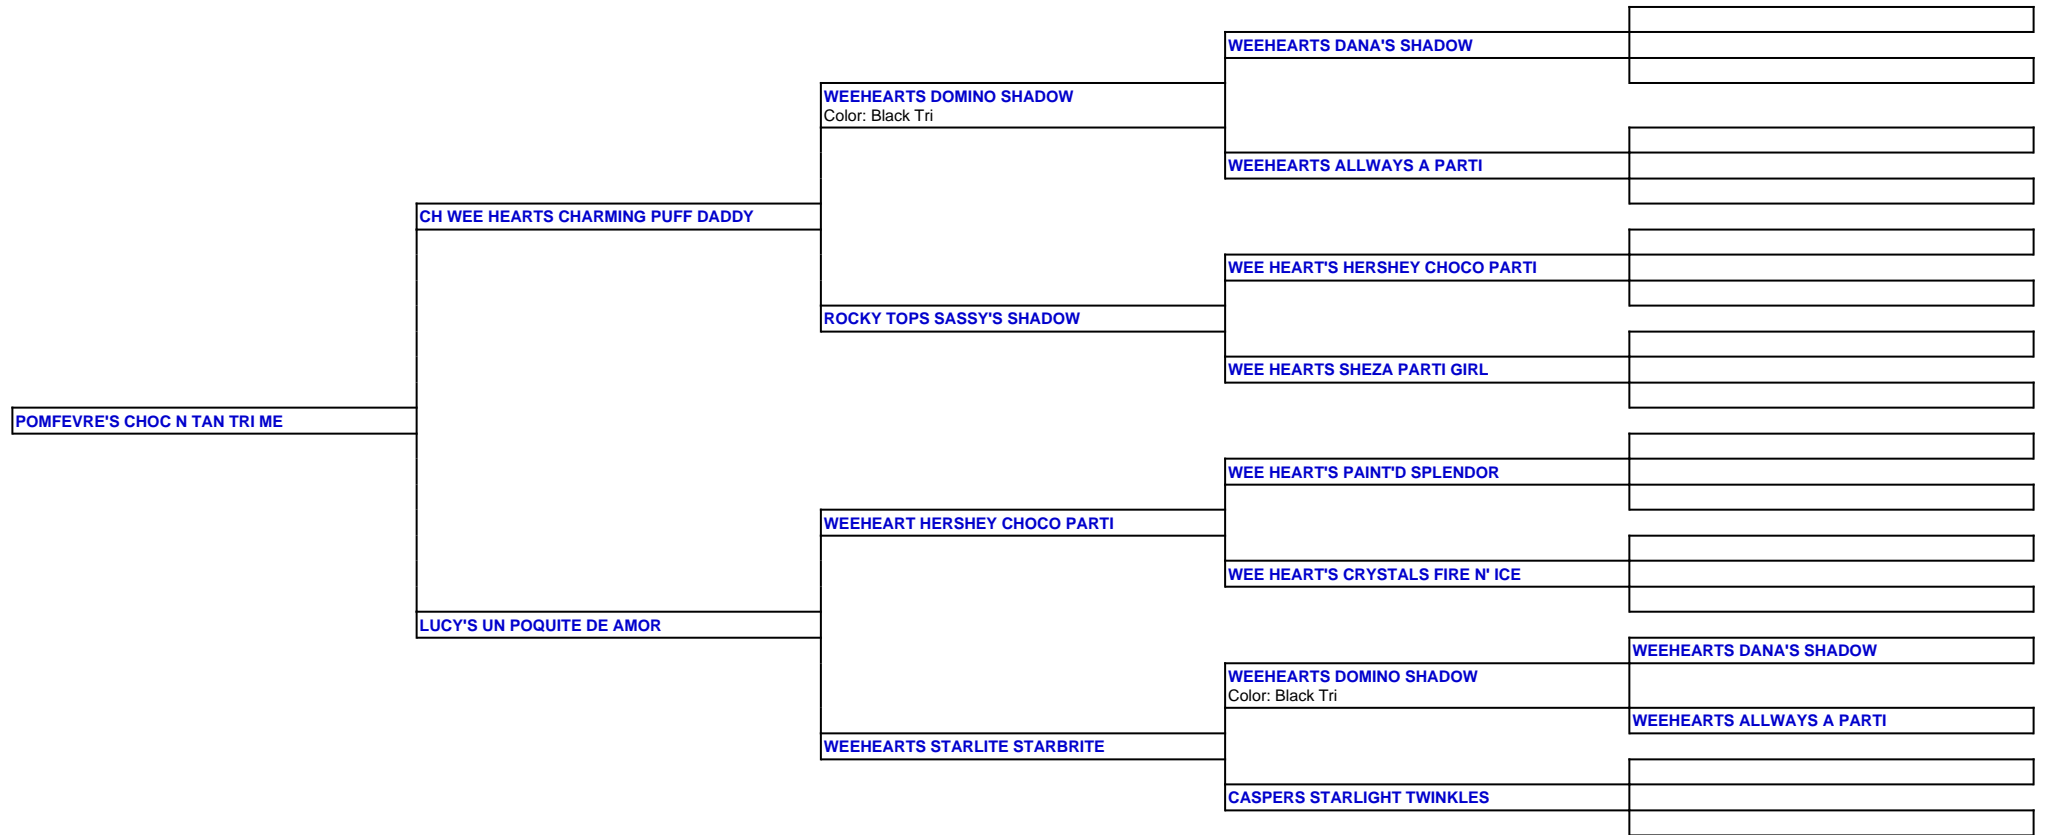 WEEHEARTS DANA'S SHADOW
WEEHEARTS DOMINO SHADOW
Color: Black Tri
WEEHEARTS ALLWAYS A PARTI
CH WEE HEARTS CHARMING PUFF DADDY
WEE HEART'S HERSHEY CHOCO PARTI
ROCKY TOPS SASSY'S SHADOW
WEE HEARTS SHEZA PARTI GIRL
POMFEVRE'S CHOC N TAN TRI ME
WEE HEART'S PAINT'D SPLENDOR
WEEHEART HERSHEY CHOCO PARTI
WEE HEART'S CRYSTALS FIRE N' ICE
LUCY'S UN POQUITE DE AMOR
WEEHEARTS DANA'S SHADOW
WEEHEARTS DOMINO SHADOW
Color: Black Tri
WEEHEARTS ALLWAYS A PARTI
WEEHEARTS STARLITE STARBRITE
CASPERS STARLIGHT TWINKLES